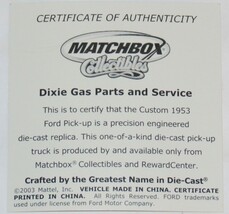 CERTIFICATE OF AUTHENTICITY
MATCHBOX
Collectibles
Dixie Gas Parts and Service
This is to certify that the Custom 1953
Ford Pick-up is a precision engineered
die-cast replica. This one-of-a-kind die-cast pick-up
truck is produced by and available only from
Matchbox® Collectibles and RewardCenter.
Crafted by the Greatest Name in Die-Cast®
©2003 Mattel, Inc. VEHICLE MADE IN CHINA. CERTIFICATE
PRINTED IN CHINA. All Rights Reserved. FORD trademarks
used under license from Ford Motor Company.